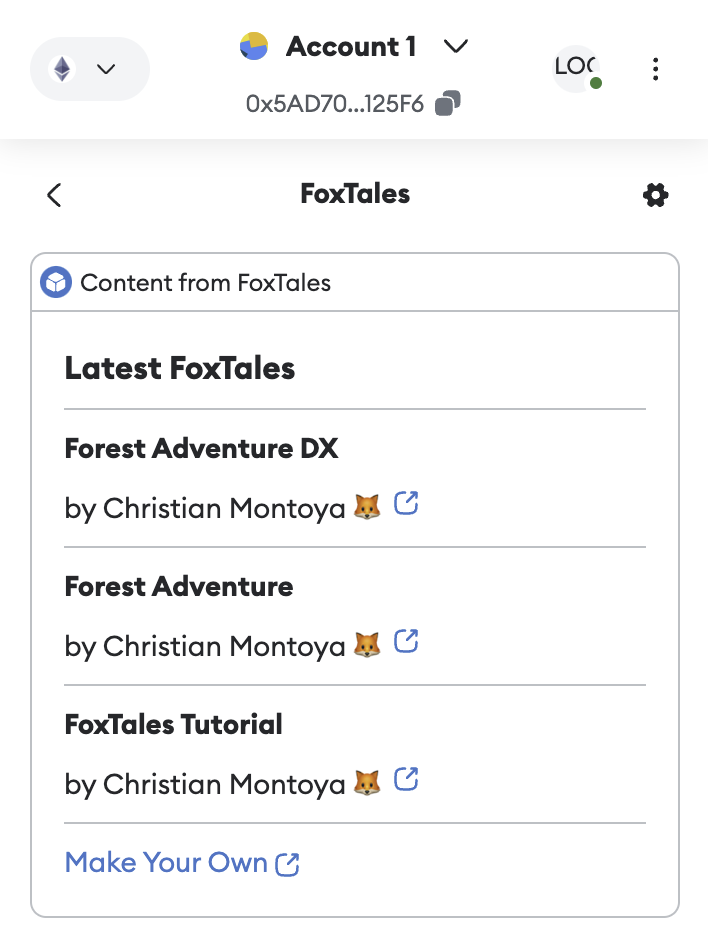 Account 1
0x5AD70...125F6
FoxTales
Content from FoxTales
Latest FoxTales
Forest Adventure DX
by Christian Montoya 🦊
Forest Adventure
by Christian Montoya 🦊
FoxTales Tutorial
by Christian Montoya 🦊
Make Your Own